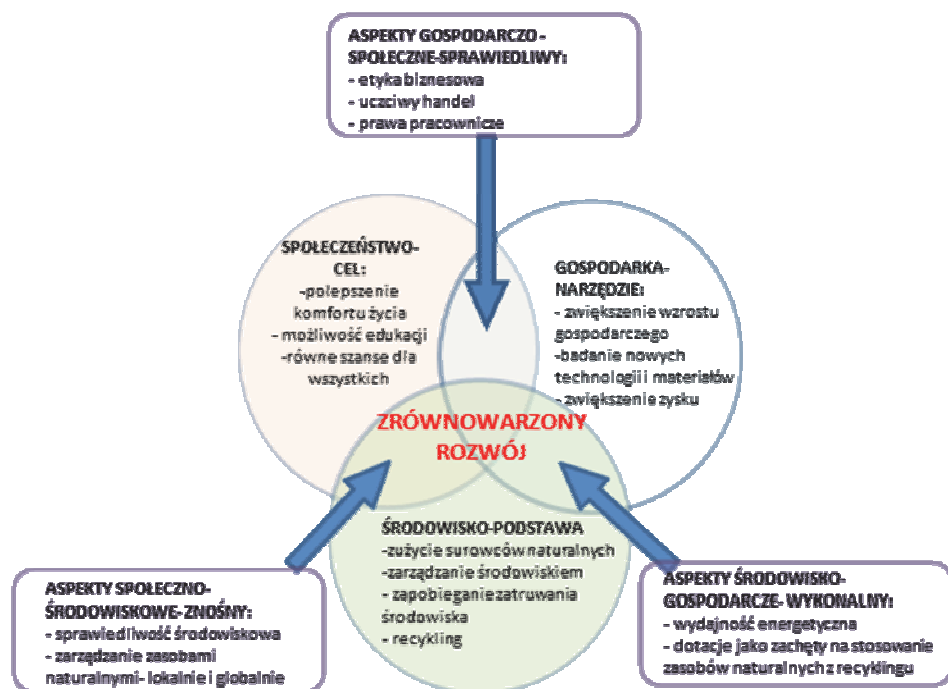 ASPEKTY GOSPODARCZO -
SPOŁECZNE-SPRAWIEDLIWY:
- etyka biznesowa
- uczciwy handel
- prawa pracownicze
SPOŁECZEŃSTWO-
CEL:
-polepszenie
komfortu życia
- możliwość edukacji
-równe szanse dla
wszystkich
GOSPODARKA-
NARZĘDZIE:
- zwiększenie wzrostu
gospodarczego
-badanie nowych
technologii i materiałów
- zwiększenie zysku
ZRÓWNOWARZONY
ROZWÓJ
ŚRODOWISKO-PODSTAWA
-zużycie surowców naturalnych
-zarządzanie środowiskiem
- zapobieganie zatruwania
środowiska
- recykling
ASPEKTY SPOŁECZNO-
ŚRODOWISKOWE-ZNOŚNY:
- sprawiedliwość środowiskowa
- zarządzanie zasobami
naturalnymi- lokalnie i globalnie
ASPEKTY ŚRODOWISKO-
GOSPODARCZE- WYKONALNY:
- wydajność energetyczna
- dotacje jako zachęty na stosowanie
zasobów naturalnych z recyklingu